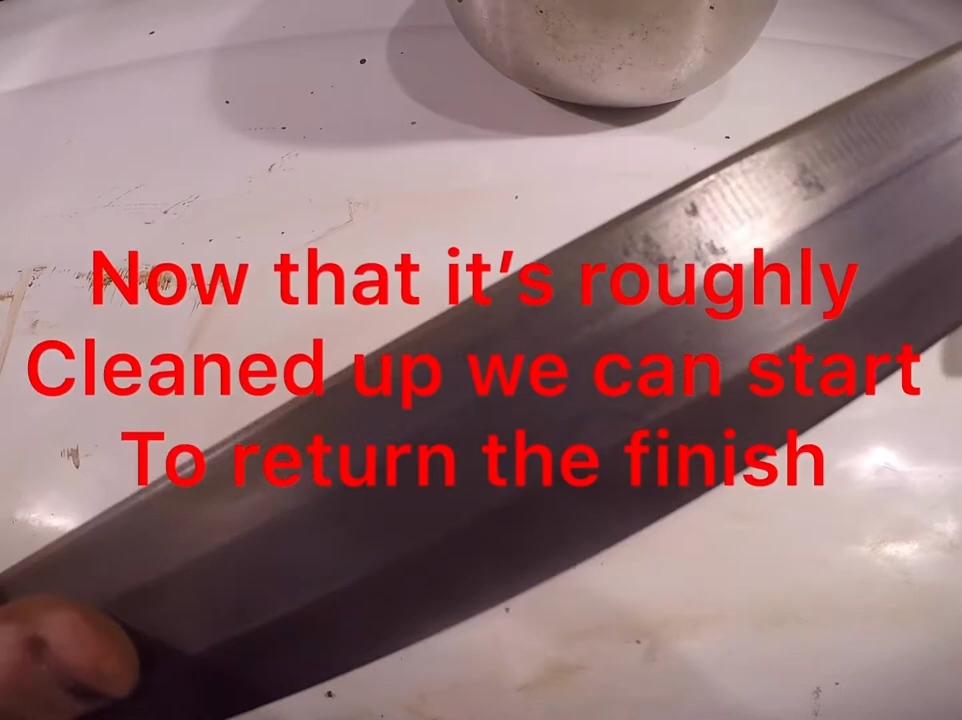 Now that it’s roughly
Cleaned up we can start
To return the finish